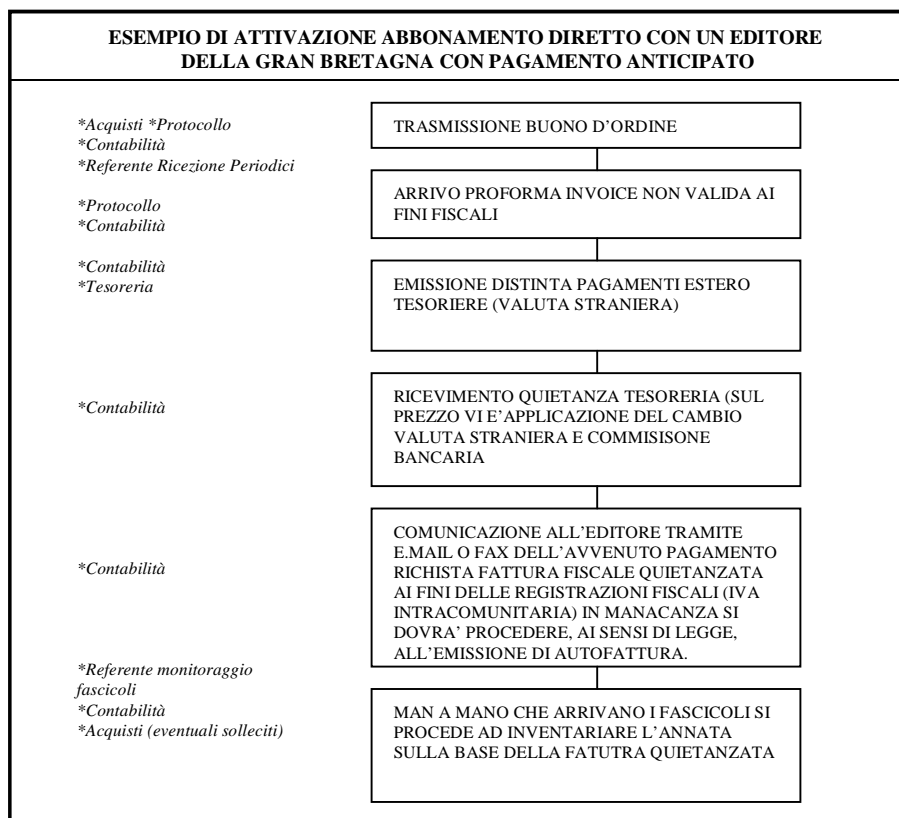 ESEMPIO DI ATTIVAZIONE ABBONAMENTO DIRETTO CON UN EDITORE
DELLA GRAN BRETAGNA CON PAGAMENTO ANTICIPATO
*Acquisti *Protocollo
*Contabilità
*Referente Ricezione Periodici
TRASMISSIONE BUONO D'ORDINE
*Protocollo
*Contabilità
ARRIVO PROFORMA INVOICE NON VALIDA AI
FINI FISCALI
*Contabilità
*Tesoreria
EMISSIONE DISTINTA PAGAMENTI ESTERO
TESORIERE (VALUTA STRANIERA)
*Contabilità
RICEVIMENTO QUIETANZA TESORERIA (SUL
PREZZO VI E'APPLICAZIONE DEL CAMBIO
VALUTA STRANIERA E COMMISISONE
BANCARIA
*Contabilità
COMUNICAZIONE ALL'EDITORE TRAMITE
E.MAIL O FAX DELL'AVVENUTO PAGAMENTO
RICHISTA FATTURA FISCALE QUIETANZATA
AI FINI DELLE REGISTRAZIONI FISCALI (IVA
INTRACOMUNITARIA) IN MANACANZA SI
DOVRA' PROCEDERE, AI SENSI DI LEGGE,
ALL'EMISSIONE DI AUTOFATTURA.
*Referente monitoraggio
fascicoli
*Contabilità
*Acquisti (eventuali solleciti)
MAN A MANO CHE ARRIVANO I FASCICOLI SI
PROCEDE AD INVENTARIARE L'ANNATA
SULLA BASE DELLA FATUTRA QUIETANZATA